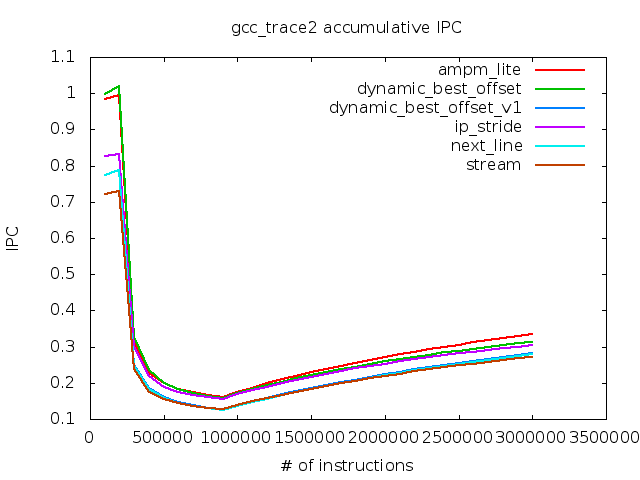 gcc_trace2 accumulative IPC
ampm_lite
dynamic_best_offset
dynamic_best_offset_v1
ip_stride
next_line
stream
1.1
1
0.9
0.8
0.7
0.6
0.5
0.4
0.3
0.2
0.1
IPC
0 500000 1000000 1500000 2000000 2500000 3000000 3500000
# of instructions